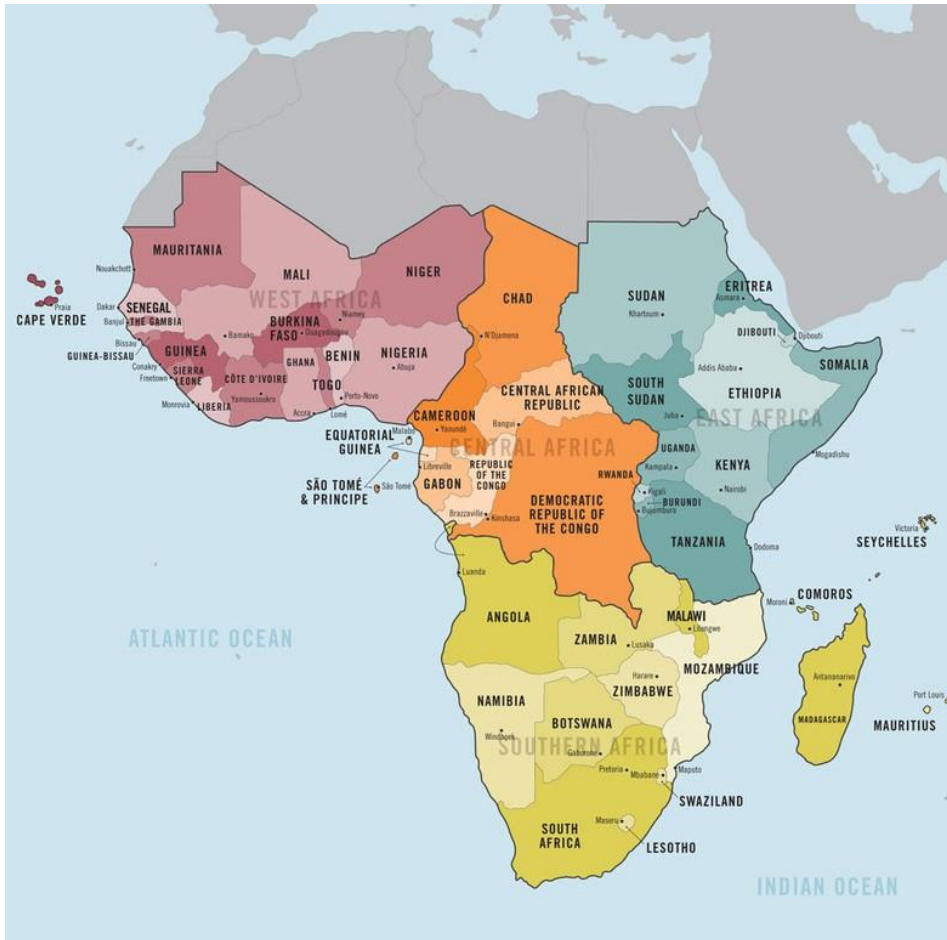 MAURITANIA
Nouakchott
MALI
NIGER
WEST AFRICA
CHAD
SUDAN
ERITREA
Asmara
Khartoum
Praia
CAPE VERDE
Dakar
SENEGAL
Banjul
THE GAMBIA
BURKINA
FASO
Niamey
Ouagadougou
Bamako
N'Djamena
DJIBOUTI
Djibouti
Bissau
GUINEA-BISSAU
GUINEA
Conakry
Freetown
SIERRA
LEONE
GHANA
BENIN
NIGERIA
Abuja
SOMALIA
Addis Ababa
ETHIOPIA
CÔTE D'IVOIRE
Yamoussoukro
TOGO
Porto-Novo
Monrovia
LIBERIA
Accra
Lomé
CENTRAL AFRICAN
REPUBLIC
Bangui
SOUTH
SUDAN
Juba
EAST AFRICA
CAMEROON
Yaoundé
Malabo
EQUATORIAL
GUINEA
CENTRAL AFRICA
Mogadishu
UGANDA
Kampala
KENYA
Nairobi
Libreville
GABON
REPUBLIC
OF THE
CONGO
RWANDA
Kigali
BURUNDI
Bujumbura
SÃO TOMÉ
& PRINCIPE
São Tomé
DEMOCRATIC
REPUBLIC OF
THE CONGO
Brazzaville
Kinshasa
TANZANIA
Dodoma
Victoria
SEYCHELLES
Luanda
ANGOLA
Moroni
COMOROS
MALAWI
Lilongwe
ZAMBIA
Lusaka
ATLANTIC OCEAN
MOZAMBIQUE
Harare
ZIMBABWE
Antananarivo
MADAGASCAR
Port Louis
MAURITIUS
NAMIBIA
Windhoek
BOTSWANA
Gaborone
SOUTHERN AFRICA
Pretoria
Mbabane
Maputo
SWAZILAND
SOUTH
AFRICA
Maseru
LESOTHO
INDIAN OCEAN